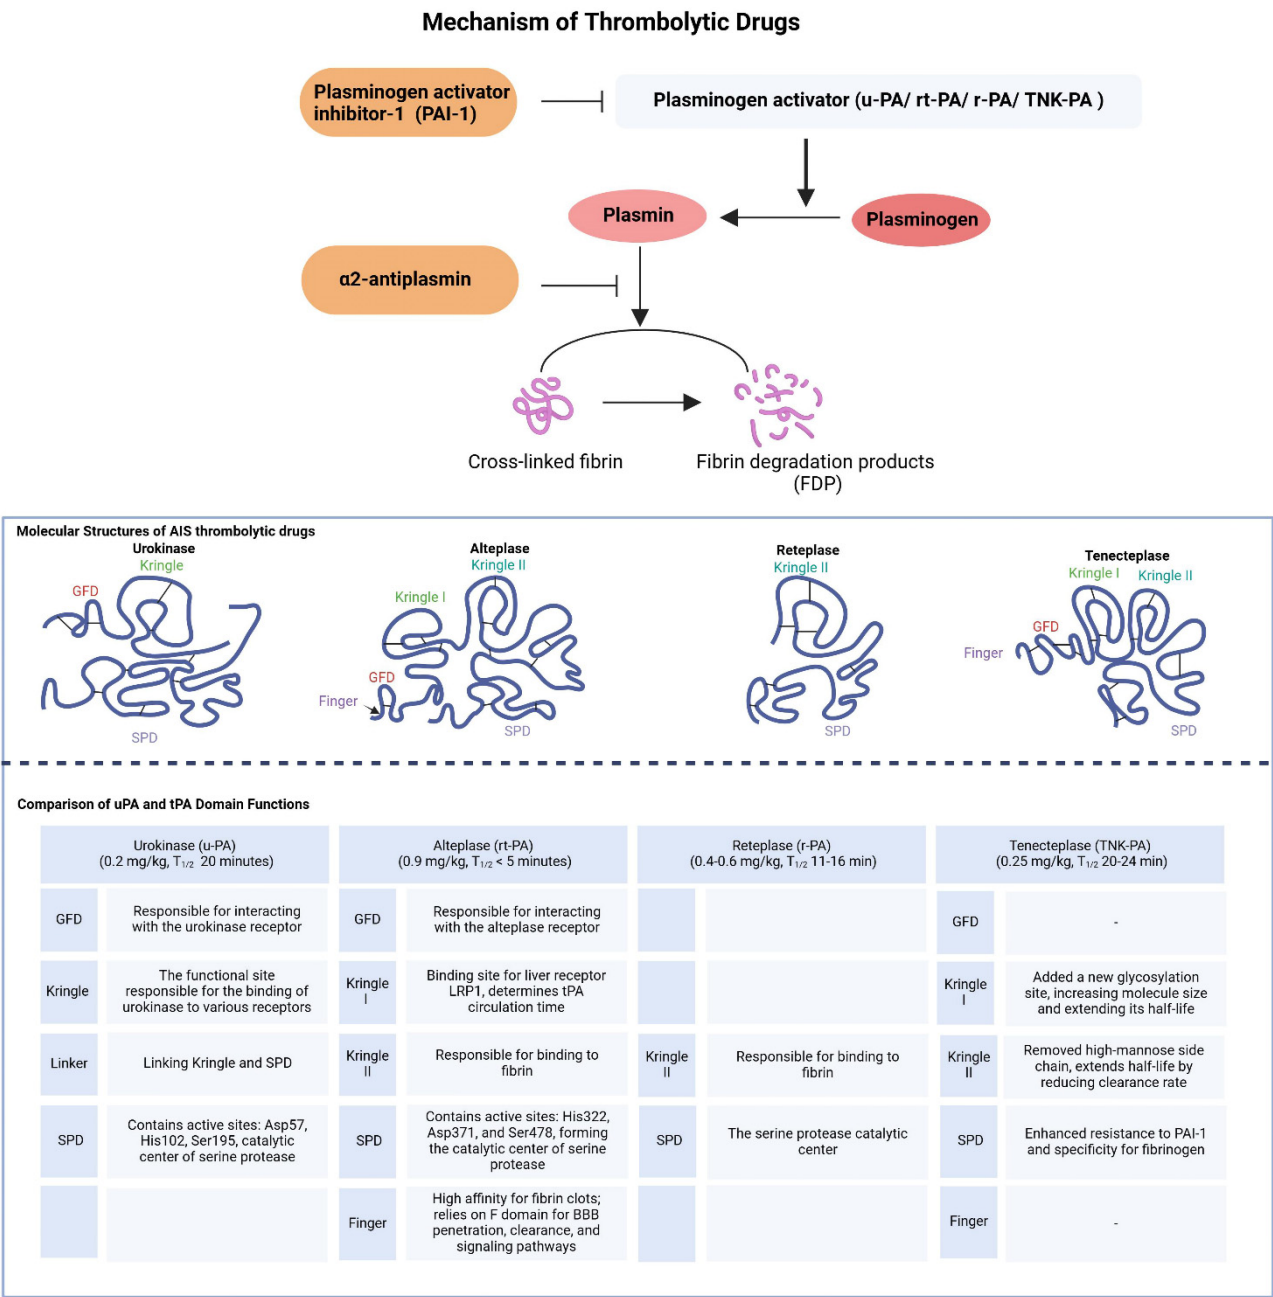 Mechanism of Thrombolytic Drugs
Plasminogen activator
inhibitor-1 (PAI-1)
Plasminogen activator (u-PA/ rt-PA/ r-PA/ TNK-PA )
Plasmin
Plasminogen
α2-antiplasmin
Cross-linked fibrin
Fibrin degradation products
(FDP)
Molecular Structures of AIS thrombolytic drugs
Urokinase
Kringle
GFD
SPD
Alteplase
Kringle II
Kringle I
GFD
Finger
SPD
Reteplase
Kringle II
SPD
Tenecteplase
Kringle I
Kringle II
GFD
Finger
SPD
Comparison of uPA and tPA Domain Functions
Urokinase (u-PA)
(0.2 mg/kg, T1/2 20 minutes)
Alteplase (rt-PA)
(0.9 mg/kg, T1/2 < 5 minutes)
Reteplase (r-PA)
(0.4-0.6 mg/kg, T1/2 11-16 min)
Tenecteplase (TNK-PA)
(0.25 mg/kg, T1/2 20-24 min)
GFD
Responsible for interacting
with the urokinase receptor
GFD
Responsible for interacting
with the alteplase receptor
GFD
-
Kringle
The functional site
responsible for the binding of
urokinase to various receptors
Kringle
I
Binding site for liver receptor
LRP1, determines tPA
circulation time
Kringle
I
Added a new glycosylation
site, increasing molecule size
and extending its half-life
Linker
Linking Kringle and SPD
Kringle
II
Responsible for binding to
fibrin
Kringle
II
Responsible for binding to
fibrin
Kringle
II
Removed high-mannose side
chain, extends half-life by
reducing clearance rate
SPD
Contains active sites: Asp57,
His102, Ser195, catalytic
center of serine protease
SPD
Contains active sites: His322,
Asp371, and Ser478, forming
the catalytic center of serine
protease
SPD
The serine protease catalytic
center
SPD
Enhanced resistance to PAI-1
and specificity for fibrinogen
Finger
High affinity for fibrin clots;
relies on F domain for BBB
penetration, clearance, and
signaling pathways
Finger
-